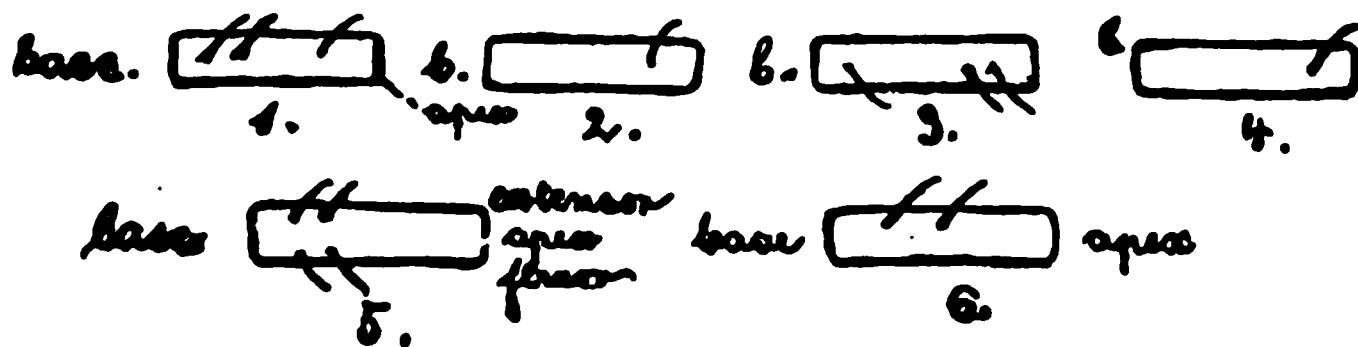 base. b. b. b
apex
1. 2. 3. 4.
extensor
base apex base apex
flexor
5. 6.